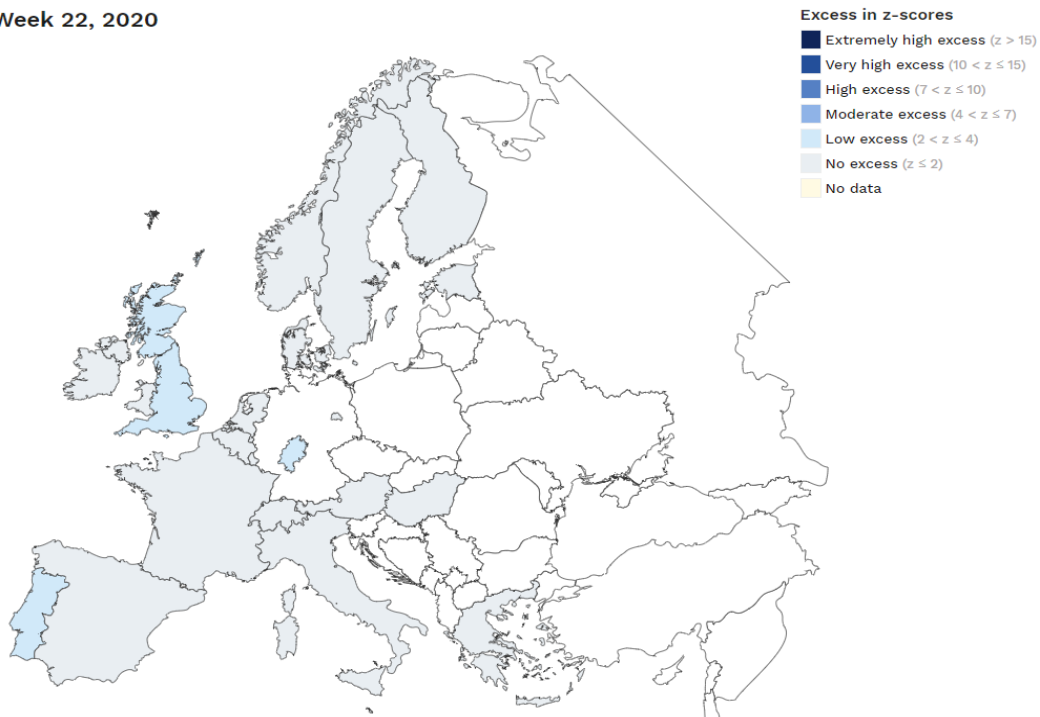 Week 22, 2020
Excess in z-scores
Extremely high excess (z > 15)
Very high excess (10 < z ≤ 15)
High excess (7 < z ≤ 10)
Moderate excess (4 < z ≤ 7)
Low excess (2 < z ≤ 4)
No excess (z ≤ 2)
No data